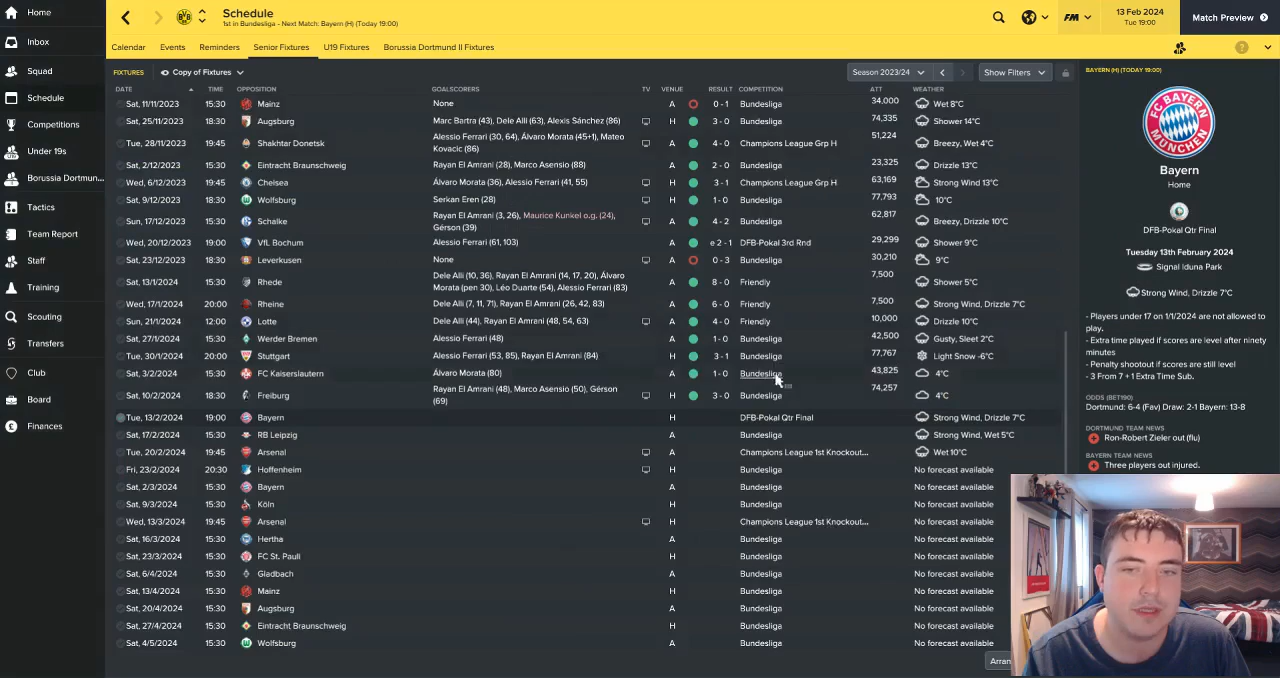 Home
Inbox
Squad
Schedule
Competitions
Under 19s
Borussia Dortmun...
Tactics
Team Report
Staff
Training
Scouting
Transfers
Club
Board
Finances
Schedule
1st in Bundesliga - Next Match: Bayern (H) (Today 19:00)
FM
13 Feb 2024
Tue 19:00
Match Preview
Calendar Events Reminders Senior Fixtures U19 Fixtures Borussia Dortmund II Fixtures
FIXTURES Copy of Fixtures Season 2023/24 Show Filters
DATE TIME OPPOSITION GOALSCORERS TV VENUE RESULT COMPETITION ATT WEATHER
Sat, 11/11/2023 15:30 Mainz None A 0 - 1 Bundesliga 34,000 Wet 8°C
Sat, 25/11/2023 18:30 Augsburg Marc Bartra (43), Dele Alli (63), Alexis Sánchez (86) H 3 - 0 Bundesliga 74,335 Shower 14°C
Tue, 28/11/2023 19:45 Shakhtar Donetsk Alessio Ferrari (30, 64), Álvaro Morata (45+1), Mateo A 4 - 0 Champions League Grp H 51,224 Breezy, Wet 4°C
Kovacic (86)
Sat, 2/12/2023 15:30 Eintracht Braunschweig Rayan El Amrani (28), Marco Asensio (88) A 2 - 0 Bundesliga 23,325 Drizzle 13°C
Wed, 6/12/2023 19:45 Chelsea Álvaro Morata (36), Alessio Ferrari (41, 55) H 3 - 1 Champions League Grp H 63,169 Strong Wind 13°C
Sat, 9/12/2023 18:30 Wolfsburg Serkan Eren (28) H 1 - 0 Bundesliga 77,793 10°C
Sun, 17/12/2023 15:30 Schalke Rayan El Amrani (3, 26), Maurice Kunkel o.g. (24), A 4 - 2 Bundesliga 62,817 Breezy, Drizzle 10°C
Gérson (39)
Wed, 20/12/2023 19:00 VfL Bochum Alessio Ferrari (61, 103) A e 2 - 1 DFB-Pokal 3rd Rnd 29,299 Shower 9°C
Sat, 23/12/2023 15:30 Leverkusen None A 0 - 3 Bundesliga 30,210 9°C
Sat, 13/1/2024 15:30 Rhede Dele Alli (10, 36), Rayan El Amrani (14, 17, 20), Álvaro A 8 - 0 Friendly 7,500 Shower 5°C
Morata (pen 30), Léo Duarte (54), Alessio Ferrari (83)
Wed, 17/1/2024 20:00 Rheine Dele Alli (7, 11, 71), Rayan El Amrani (26, 42, 83) A 6 - 0 Friendly 7,500 Strong Wind, Drizzle 7°C
Sun, 21/1/2024 12:00 Lotte Dele Alli (44), Rayan El Amrani (48, 54, 63) A 4 - 0 Friendly 10,000 Drizzle 10°C
Sat, 27/1/2024 15:30 Werder Bremen Alessio Ferrari (48) A 1 - 0 Bundesliga 42,500 Gusty, Sleet 2°C
Tue, 30/1/2024 20:00 Stuttgart Alessio Ferrari (53, 85), Rayan El Amrani (84) H 3 - 1 Bundesliga 77,767 Light Snow -6°C
Sat, 3/2/2024 15:30 FC Kaiserslautern Álvaro Morata (80) A 1 - 0 Bundesliga 43,825 4°C
Sat, 10/2/2024 18:30 Freiburg Rayan El Amrani (48), Marco Asensio (50), Gérson H 3 - 0 Bundesliga 74,257 4°C
(69)
Tue, 13/2/2024 19:00 Bayern H DFB-Pokal Qtr Final Strong Wind, Drizzle 7°C
Sat, 17/2/2024 15:30 RB Leipzig A Bundesliga Strong Wind, Wet 5°C
Tue, 20/2/2024 19:45 Arsenal A Champions League 1st Knockout... Wet 10°C
Fri, 23/2/2024 20:30 Hoffenheim H Bundesliga No forecast available
Sat, 2/3/2024 15:30 Bayern A Bundesliga No forecast available
Sat, 9/3/2024 15:30 Köln H Bundesliga No forecast available
Wed, 13/3/2024 19:45 Arsenal H Champions League 1st Knockout... No forecast available
Sat, 16/3/2024 15:30 Hertha A Bundesliga No forecast available
Sat, 23/3/2024 15:30 FC St. Pauli H Bundesliga No forecast available
Sat, 6/4/2024 15:30 Gladbach A Bundesliga No forecast available
Sat, 13/4/2024 15:30 Mainz H Bundesliga No forecast available
Sat, 20/4/2024 15:30 Augsburg A Bundesliga No forecast available
Sat, 27/4/2024 15:30 Eintracht Braunschweig H Bundesliga No forecast available
Sat, 4/5/2024 15:30 Wolfsburg A Bundesliga No forecast available
Arran
BAYERN (H) (TODAY 19:00)
FC BAYERN
MÜNCHEN
Bayern
Home
DFB-Pokal Qtr Final
Tuesday 13th February 2024
Signal Iduna Park
Strong Wind, Drizzle 7°C
- Players under 17 on 1/1/2024 are not allowed to
play.
- Extra time played if scores are level after ninety
minutes
- Penalty shootout if scores are still level
- 3 From 7 + 1 Extra Time Sub.
ODDS (BET190)
Dortmund: 6-4 (Fav) Draw: 2-1 Bayern: 13-8
DORTMUND TEAM NEWS
Ron-Robert Zieler out (flu)
BAYERN TEAM NEWS
Three players out injured.